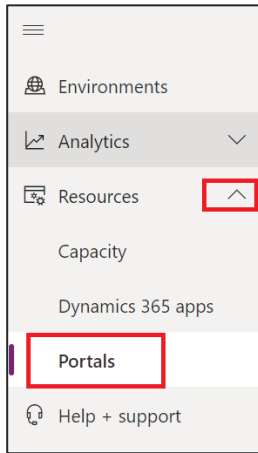 Environments
Analytics
Resources
Capacity
Dynamics 365 apps
Portals
Help + support